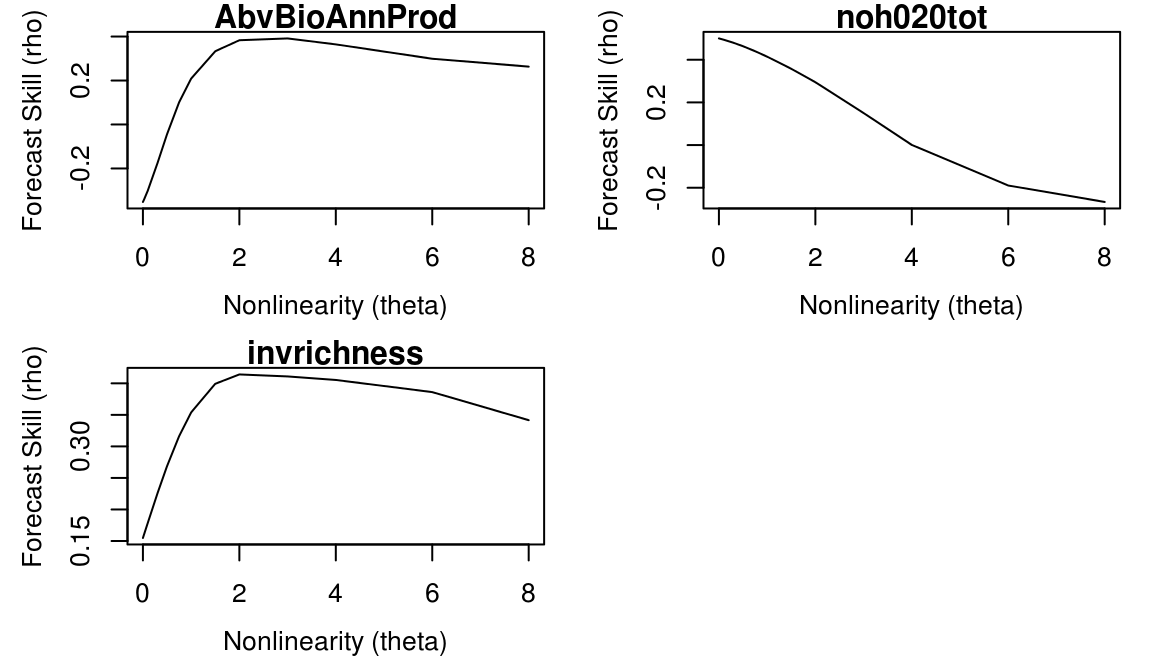 AbvBioAnnProd
Forecast Skill (rho)
0.2
-0.2
0 2 4 6 8
Nonlinearity (theta)
noh020tot
Forecast Skill (rho)
0.2
-0.2
0 2 4 6 8
Nonlinearity (theta)
invrichness
Forecast Skill (rho)
0.30
0.15
0 2 4 6 8
Nonlinearity (theta)